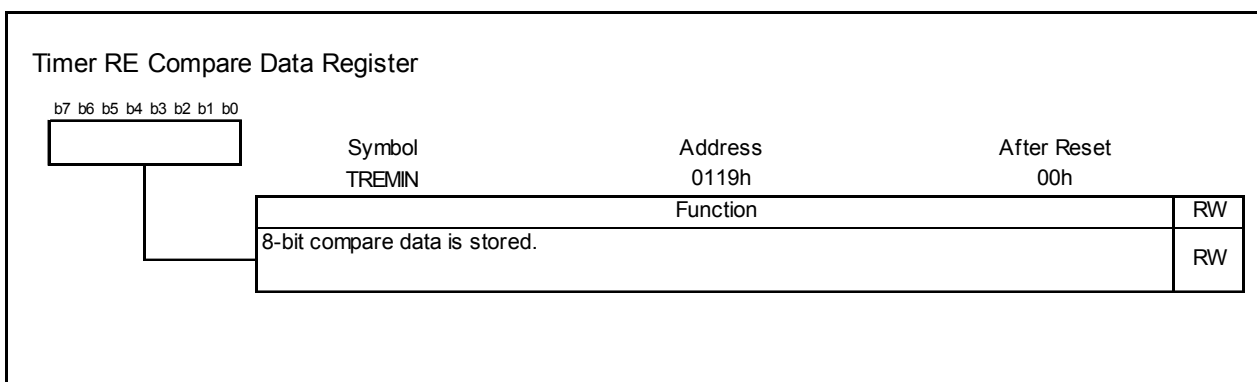 Timer RE Compare Data Register
b7 b6 b5 b4 b3 b2 b1 b0
Symbol Address After Reset
TREMIN 0119h 00h
Function RW
8-bit compare data is stored.
RW